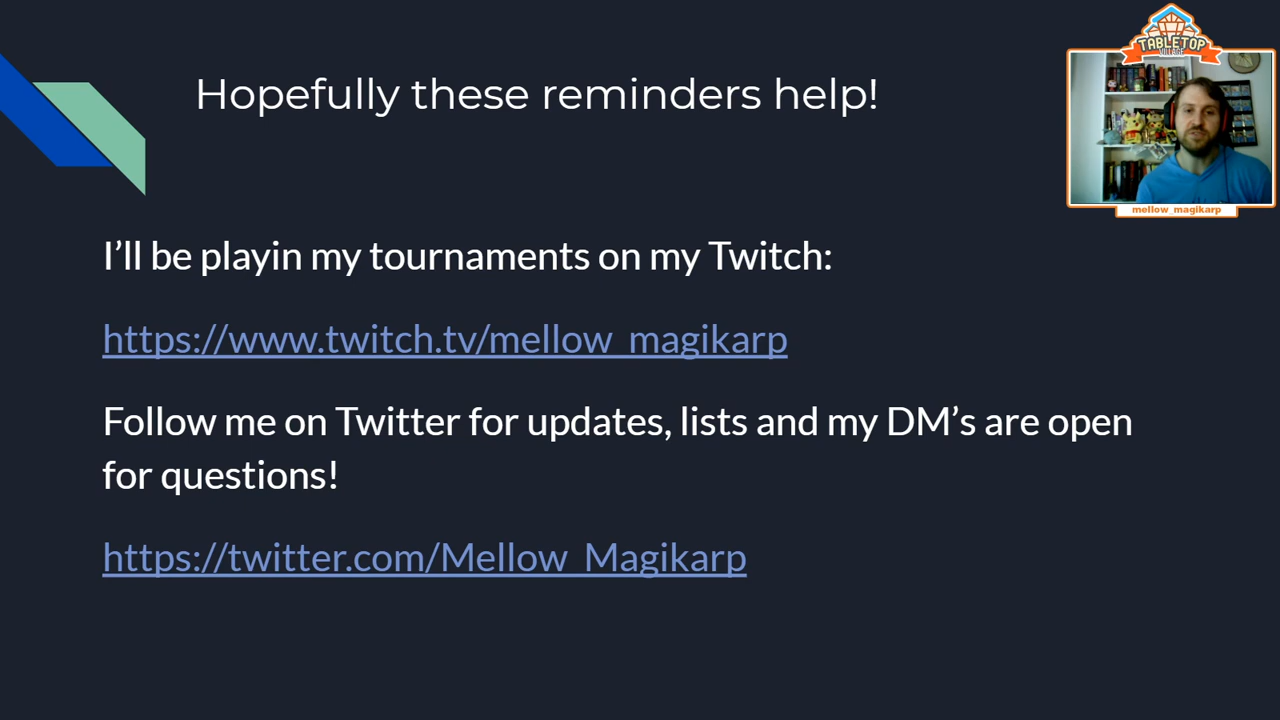 Hopefully these reminders help!
TABLETOP
VILLAGE
mellow_magikarp
I’ll be playin my tournaments on my Twitch:
https://www.twitch.tv/mellow_magikarp
Follow me on Twitter for updates, lists and my DM’s are open
for questions!
https://twitter.com/Mellow_Magikarp